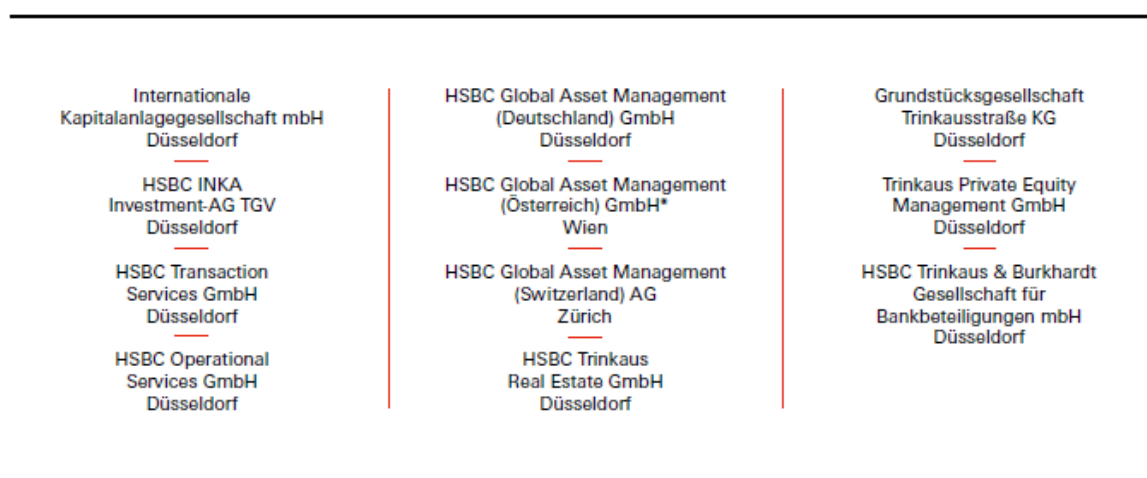 Internationale
Kapitalanlagegesellschaft mbH
Düsseldorf
HSBC INKA
Investment-AG TGV
Düsseldorf
HSBC Transaction
Services GmbH
Düsseldorf
HSBC Operational
Services GmbH
Düsseldorf
HSBC Global Asset Management
(Deutschland) GmbH
Düsseldorf
HSBC Global Asset Management
(Österreich) GmbH*
Wien
HSBC Global Asset Management
(Switzerland) AG
Zürich
HSBC Trinkaus
Real Estate GmbH
Düsseldorf
Grundstücksgesellschaft
Trinkausstraße KG
Düsseldorf
Trinkaus Private Equity
Management GmbH
Düsseldorf
HSBC Trinkaus & Burkhardt
Gesellschaft für
Bankbeteiligungen mbH
Düsseldorf